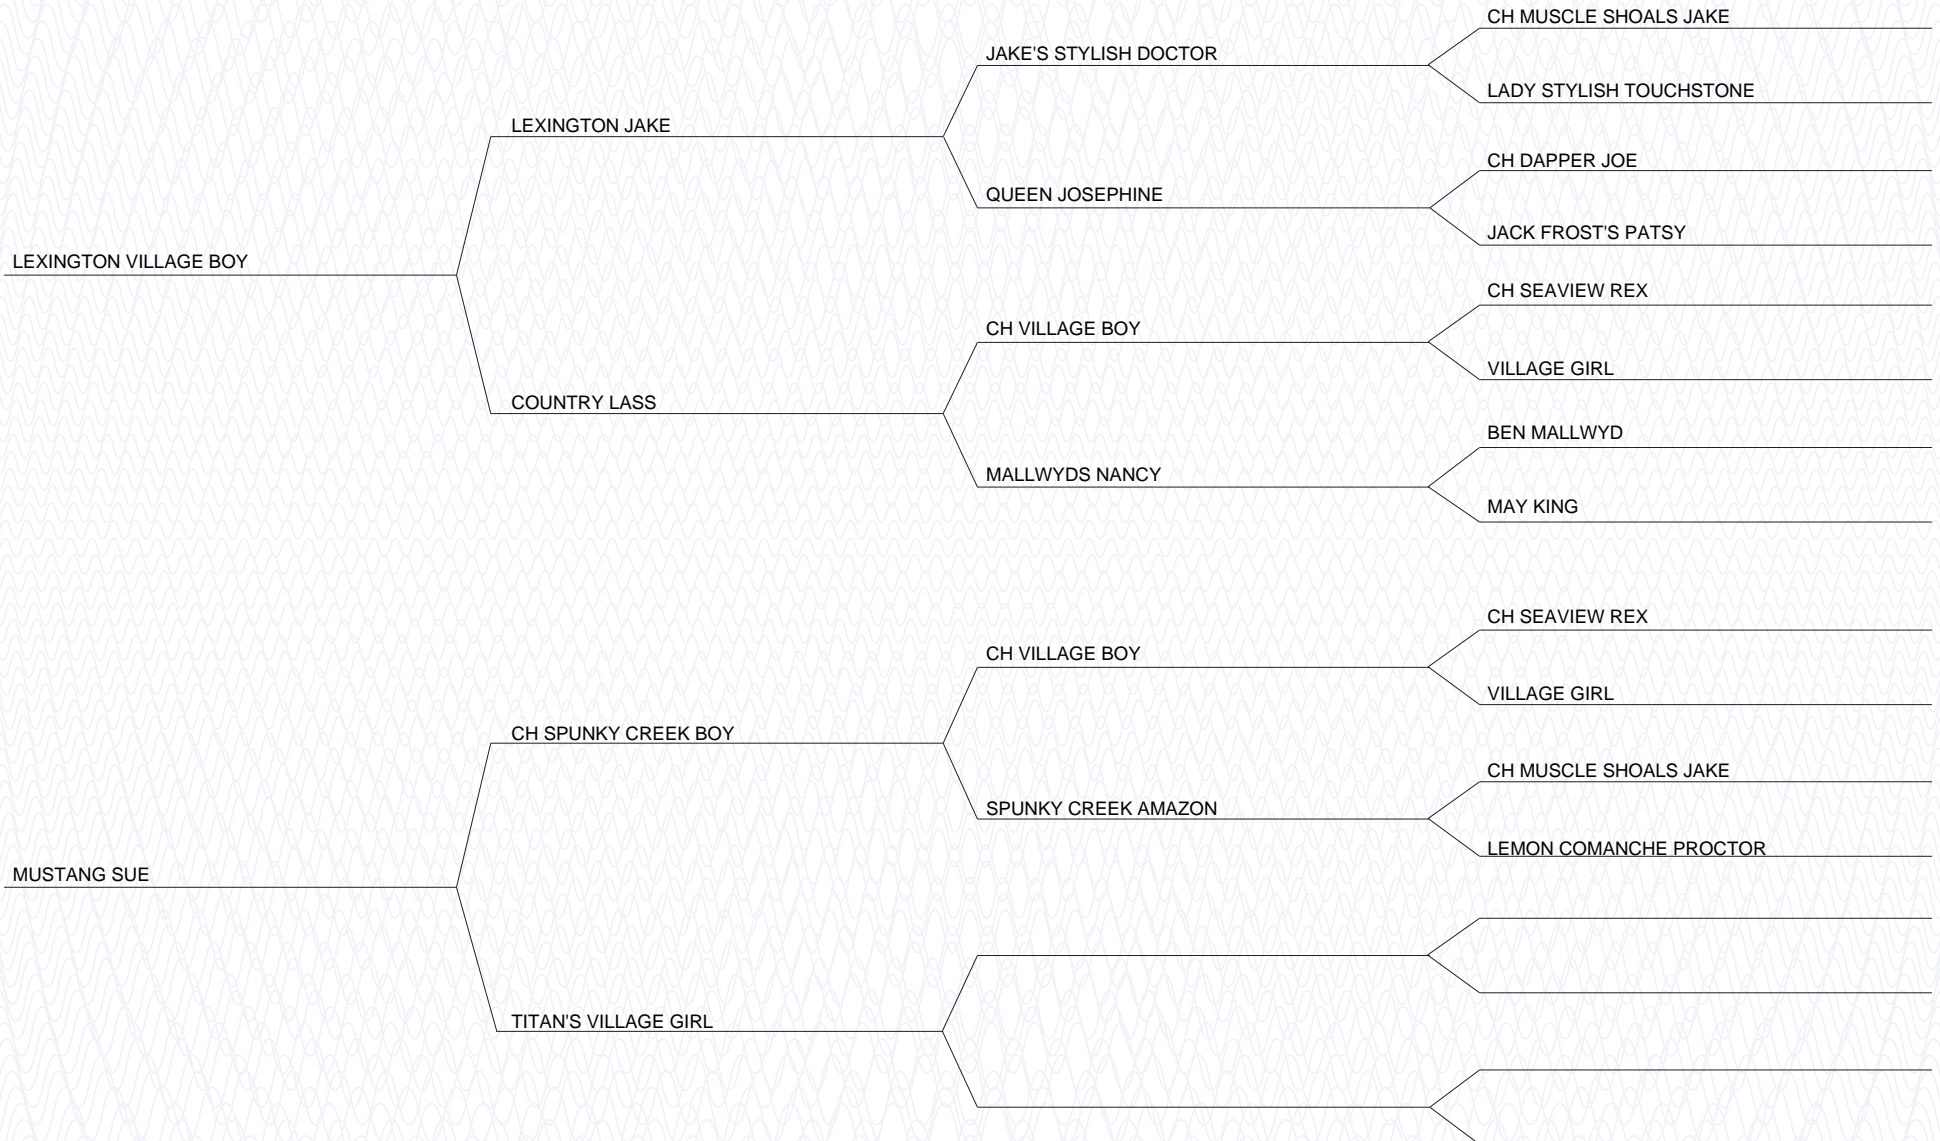 CH MUSCLE SHOALS JAKE
JAKE'S STYLISH DOCTOR
LADY STYLISH TOUCHSTONE
LEXINGTON JAKE
CH DAPPER JOE
QUEEN JOSEPHINE
JACK FROST'S PATSY
LEXINGTON VILLAGE BOY
CH SEAVIEW REX
CH VILLAGE BOY
VILLAGE GIRL
COUNTRY LASS
BEN MALLWYD
MALLWYDS NANCY
MAY KING
CH SEAVIEW REX
CH VILLAGE BOY
VILLAGE GIRL
CH SPUNKY CREEK BOY
CH MUSCLE SHOALS JAKE
SPUNKY CREEK AMAZON
LEMON COMANCHE PROCTOR
MUSTANG SUE
TITAN'S VILLAGE GIRL